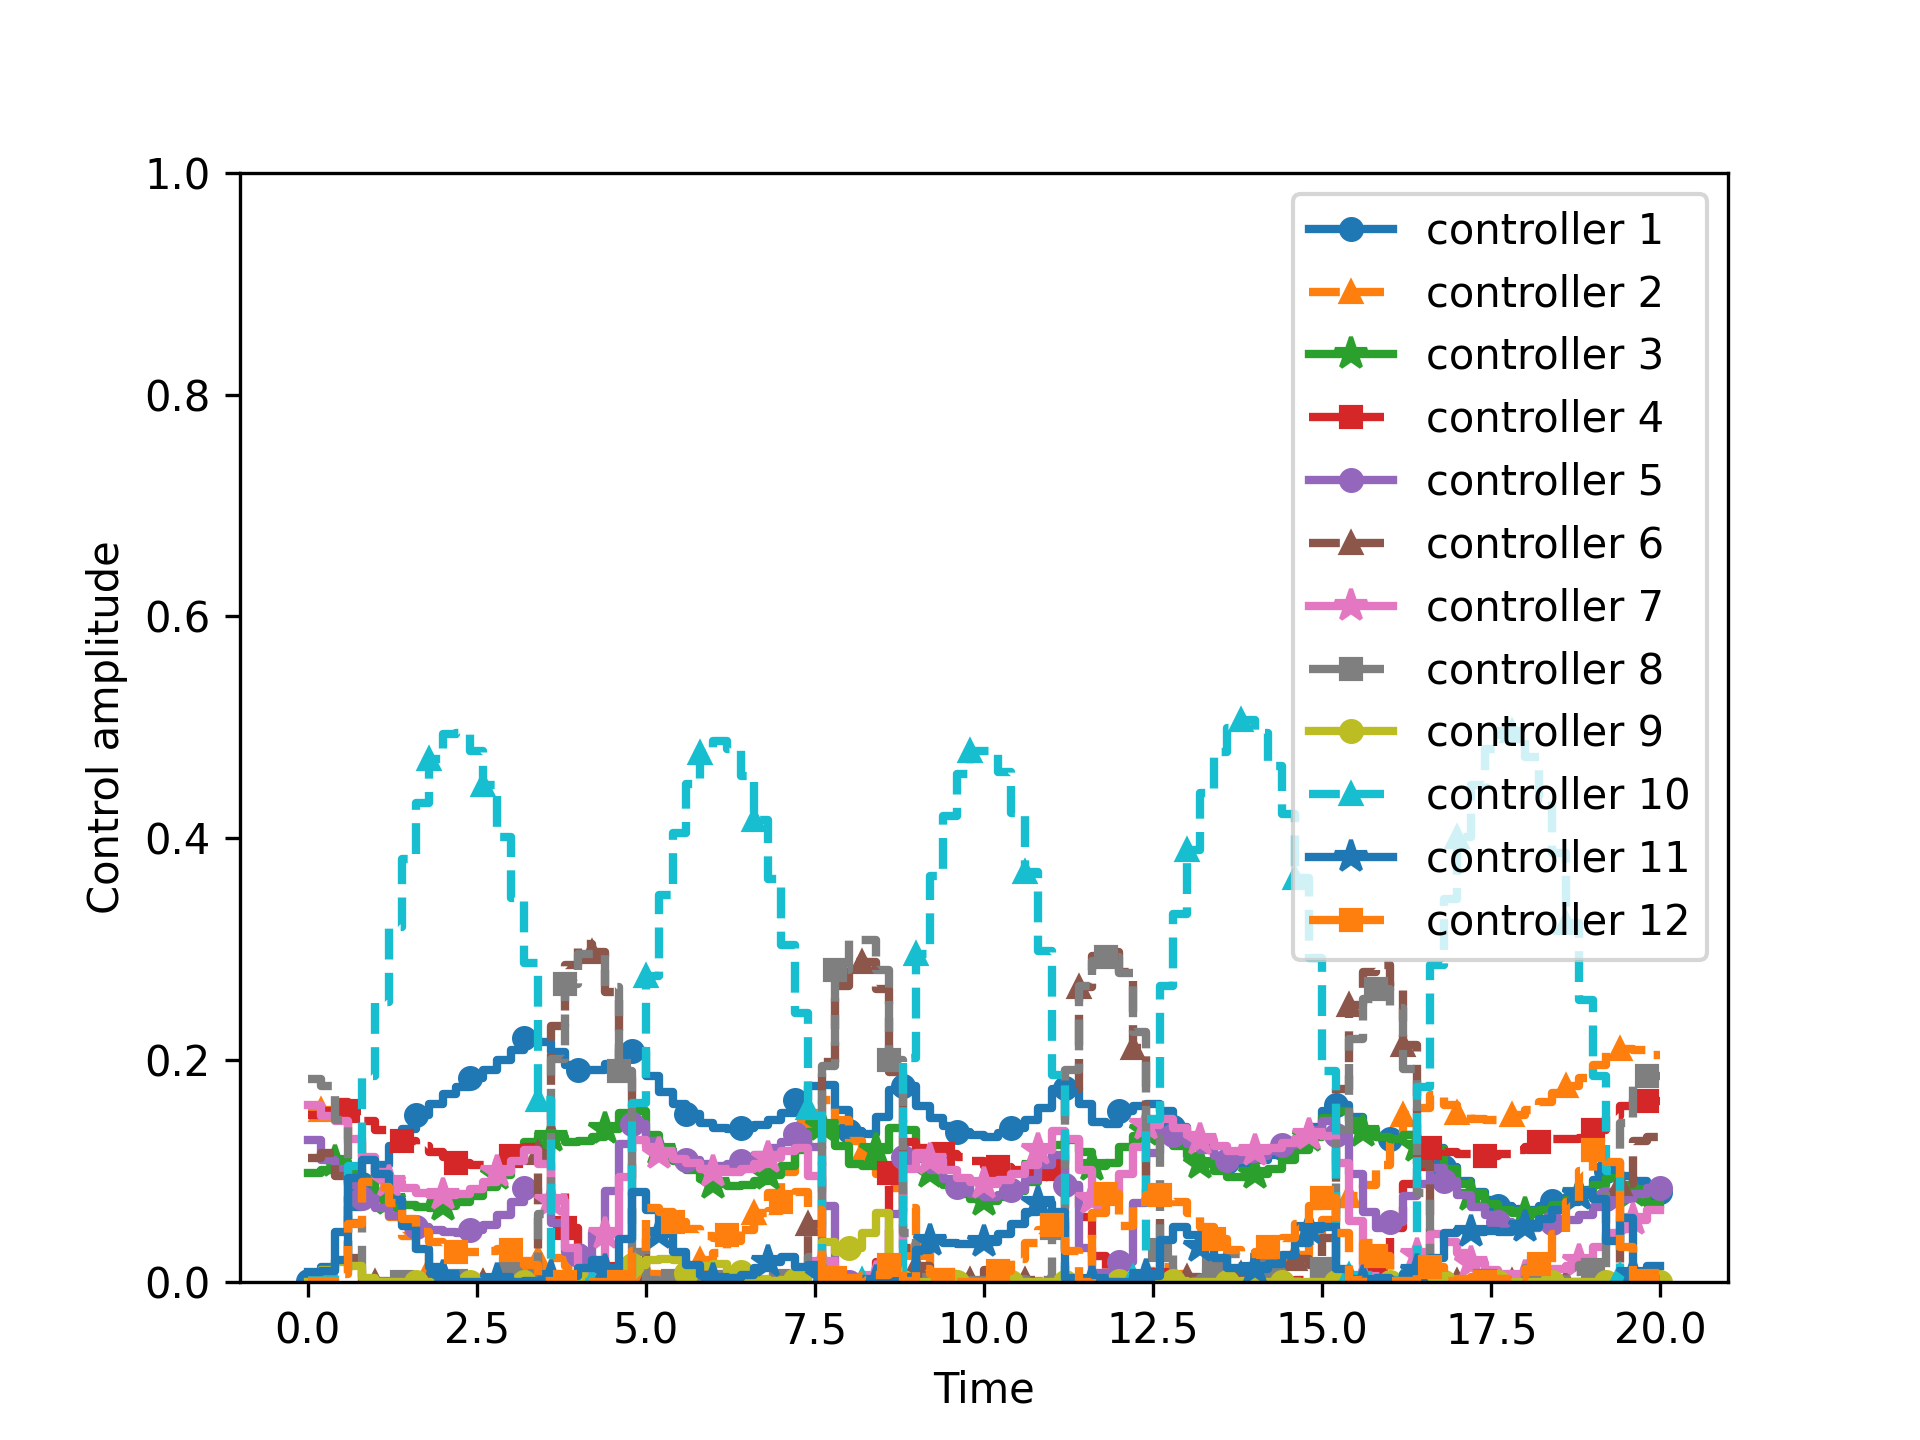 1.0
0.8
0.6
0.4
0.2
0.0
Control amplitude
controller 1
controller 2
controller 3
controller 4
controller 5
controller 6
controller 7
controller 8
controller 9
controller 10
controller 11
controller 12
0.0 2.5 5.0 7.5 10.0 12.5 15.0 17.5 20.0
Time